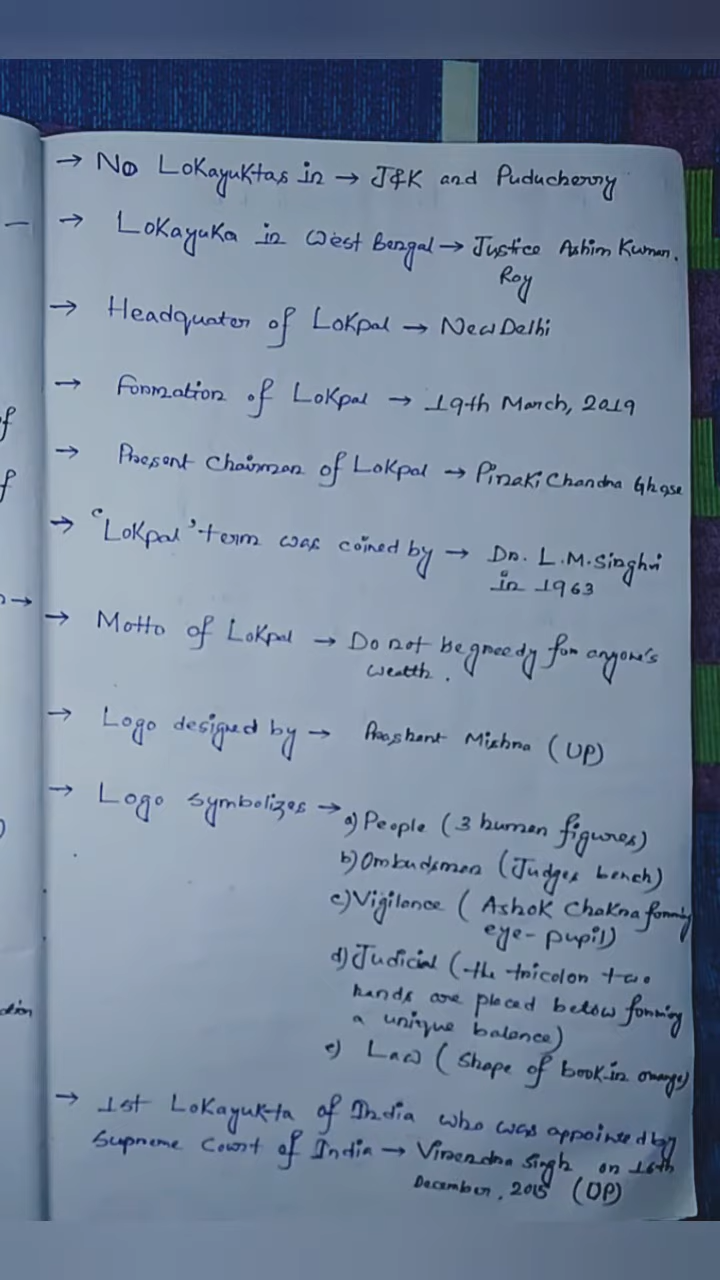 → No Lokayuktas in → J&K and Puducherry
→ Lokayuka in West Bengal → Justice Ashim Kumar.
Roy
→ Headquater of Lokpal → New Delhi
→ Formation of Lokpal → 19th March, 2019
→ Present Chairman of Lokpal → Pinaki Chandra Ghose
→ 'Lokpal' term was coined by → Dr. L.M. Singhvi
in 1963
→ Motto of Lokpal → Do not be greedy for anyone's
wealth.
→ Logo designed by → Prashant Mishra (UP)
→ Logo symbolizes → a) People (3 human figures)
b) Ombudsman (Judges bench)
c) Vigilance (Ashok Chakra forming
eye-pupil)
d) Judicial (the tricolor two
hands are placed below forming
a unique balance)
e) Law (Shape of book in orange)
→ 1st Lokayukta of India who was appointed by
Supreme Court of India → Virendra Singh on 16th
December, 2015 (UP)